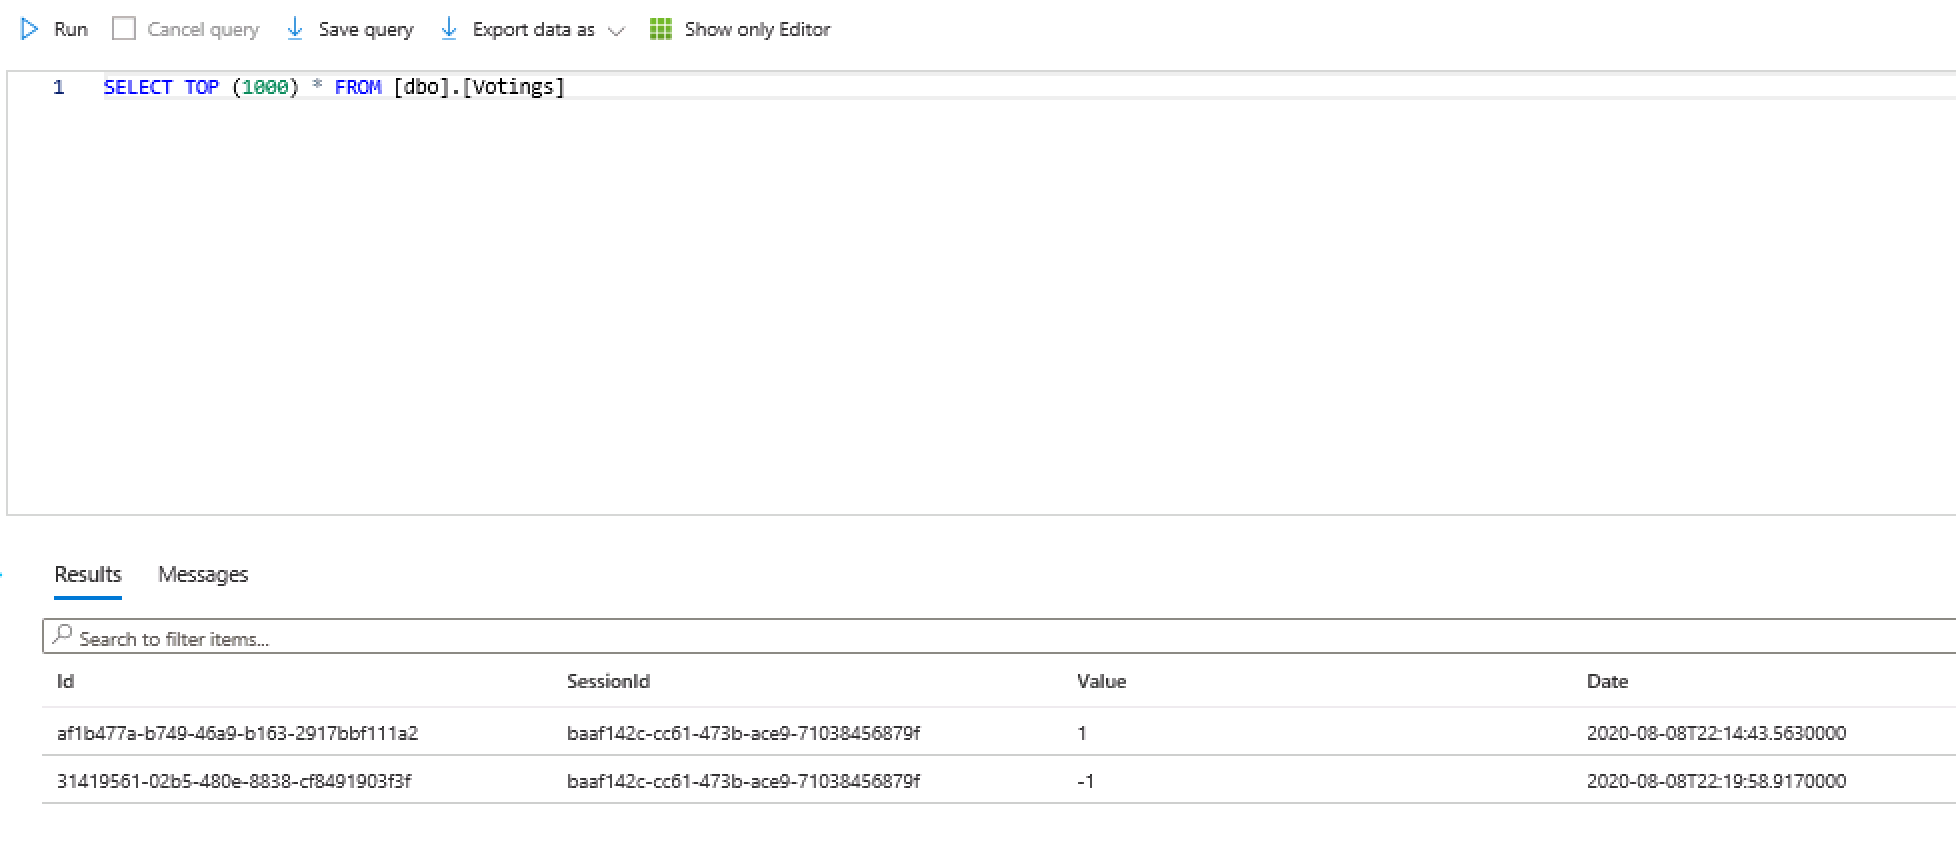 Run Cancel query Save query Export data as Show only Editor
1 SELECT TOP (1000) * FROM [dbo].[Votings]
Results Messages
Search to filter items...
Id SessionId Value Date
af1b477a-b749-46a9-b163-2917bbf111a2 baaf142c-cc61-473b-ace9-71038456879f 1 2020-08-08T22:14:43.5630000
31419561-02b5-480e-8838-cf8491903f3f baaf142c-cc61-473b-ace9-71038456879f -1 2020-08-08T22:19:58.9170000